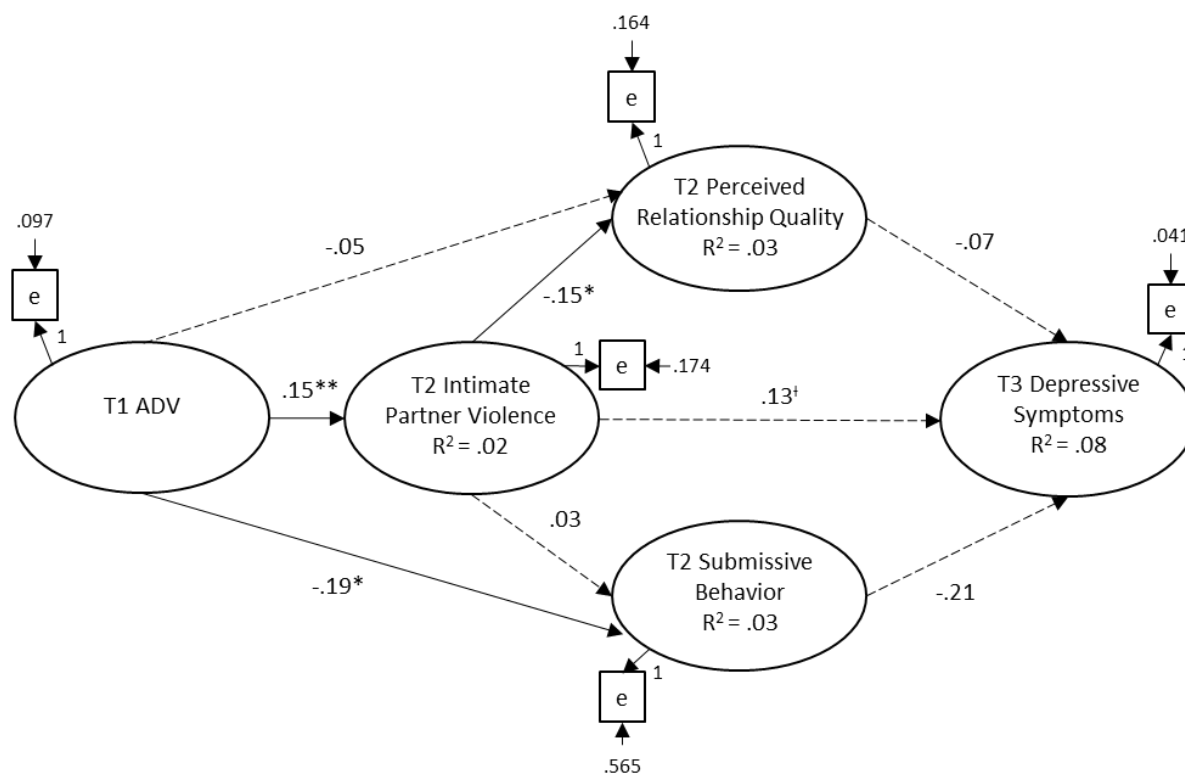 .164
e
1
T2 Perceived
Relationship Quality
R² = .03
.097
e
1
-.05
-.07
.041
e
1
-.15*
T1 ADV
.15**
T2 Intimate
Partner Violence
R² = .02
1
e
.174
.13ƚ
T3 Depressive
Symptoms
R² = .08
.03
-.19*
T2 Submissive
Behavior
R² = .03
-.21
1
e
.565